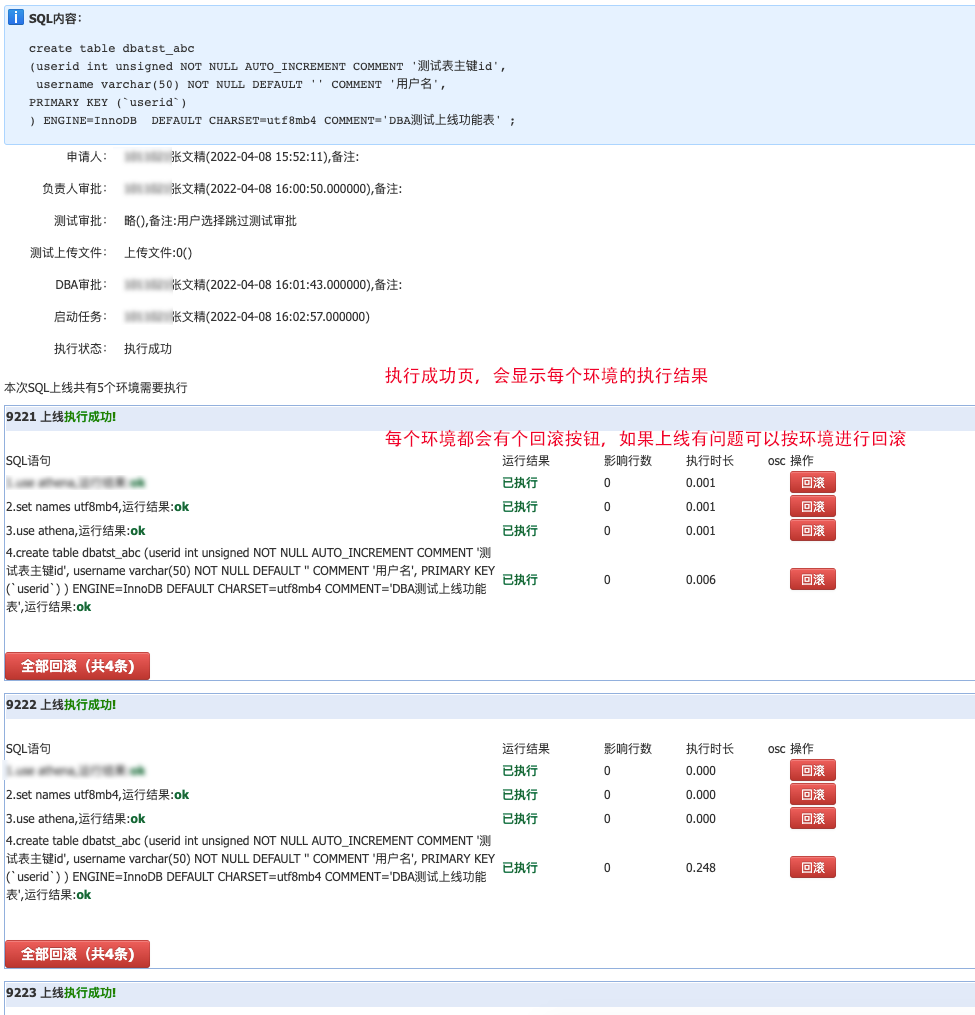 SQL内容：
create table dbatst_abc
(userid int unsigned NOT NULL AUTO_INCREMENT COMMENT '测试表主键id',
username varchar(50) NOT NULL DEFAULT '' COMMENT '用户名',
PRIMARY KEY (`userid`)
) ENGINE=InnoDB  DEFAULT CHARSET=utf8mb4 COMMENT='DBA测试上线功能表' ;
申请人： 张文精(2022-04-08 15:52:11),备注:
负责人审批： 张文精(2022-04-08 16:00:50.000000),备注:
测试审批： 略(),备注:用户选择跳过测试审批
测试上传文件： 上传文件:0()
DBA审批： 张文精(2022-04-08 16:01:43.000000),备注:
启动任务： 张文精(2022-04-08 16:02:57.000000)
执行状态： 执行成功
执行成功页，会显示每个环境的执行结果
本次SQL上线共有5个环境需要执行
9221 上线执行成功!
每个环境都会有个回滚按钮，如果上线有问题可以按环境进行回滚
SQL语句 运行结果 影响行数 执行时长 osc 操作
已执行 0 0.001 回滚
2.set names utf8mb4,运行结果:ok 已执行 0 0.001 回滚
3.use athena,运行结果:ok 已执行 0 0.001 回滚
4.create table dbatst_abc (userid int unsigned NOT NULL AUTO_INCREMENT COMMENT '测
试表主键id', username varchar(50) NOT NULL DEFAULT '' COMMENT '用户名', PRIMARY KEY
(`userid`) ) ENGINE=InnoDB DEFAULT CHARSET=utf8mb4 COMMENT='DBA测试上线功能
表',运行结果:ok
已执行 0 0.006 回滚
全部回滚（共4条)
9222 上线执行成功!
SQL语句 运行结果 影响行数 执行时长 osc 操作
已执行 0 0.000 回滚
2.set names utf8mb4,运行结果:ok 已执行 0 0.000 回滚
3.use athena,运行结果:ok 已执行 0 0.000 回滚
4.create table dbatst_abc (userid int unsigned NOT NULL AUTO_INCREMENT COMMENT '测
试表主键id', username varchar(50) NOT NULL DEFAULT '' COMMENT '用户名', PRIMARY KEY
(`userid`) ) ENGINE=InnoDB DEFAULT CHARSET=utf8mb4 COMMENT='DBA测试上线功能
表',运行结果:ok
已执行 0 0.248 回滚
全部回滚（共4条)
9223 上线执行成功!